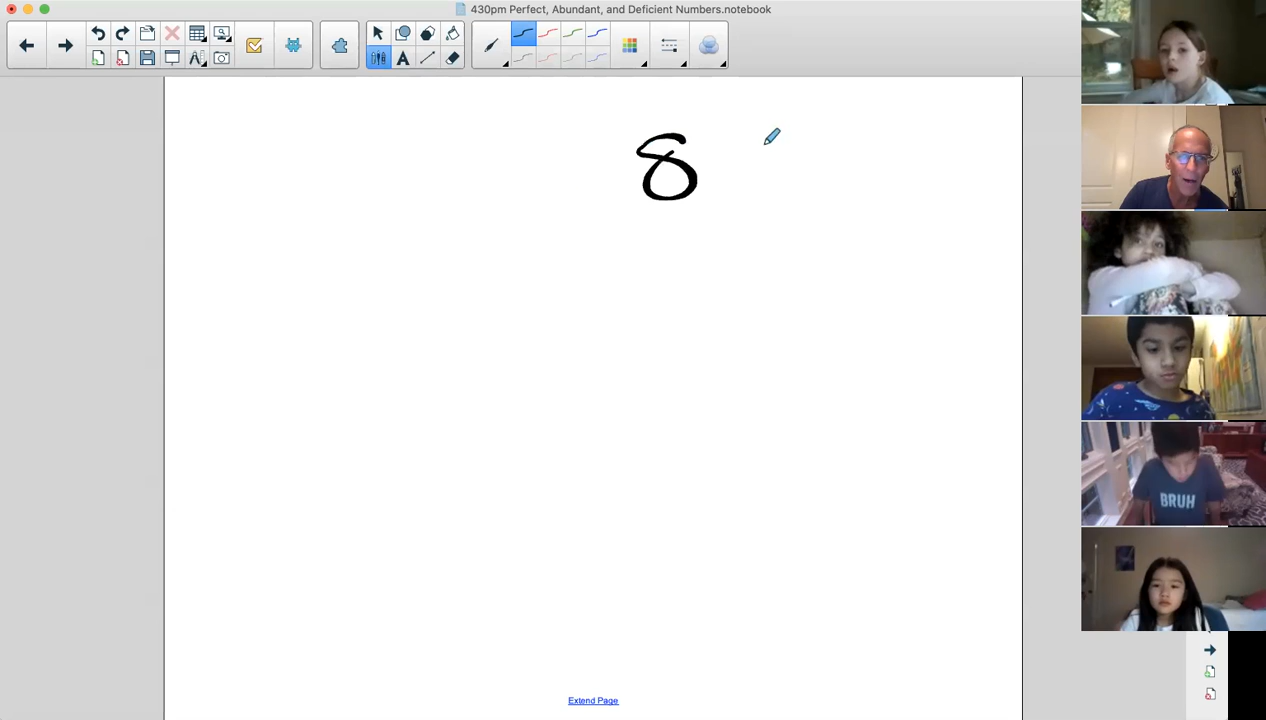 430pm Perfect, Abundant, and Deficient Numbers.notebook
A
8
BRUH
Extend Page